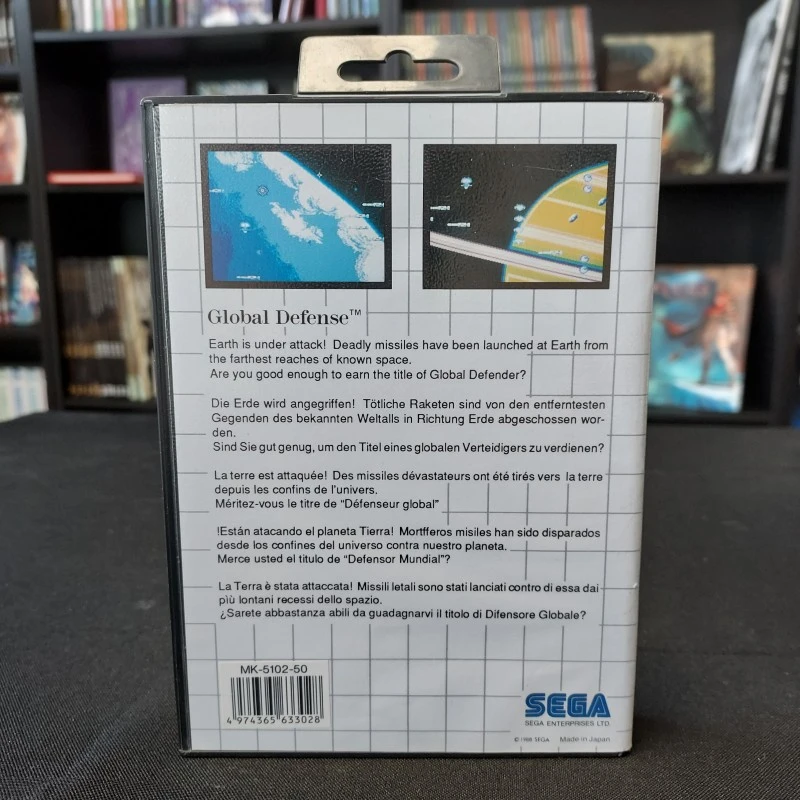 Global Defense™
Earth is under attack! Deadly missiles have been launched at Earth from
the farthest reaches of known space.
Are you good enough to earn the title of Global Defender?
Die Erde wird angegriffen! Tötliche Raketen sind von den entferntesten
Gegenden des bekannten Weltalls in Richtung Erde abgeschossen wor-
den.
Sind Sie gut genug, um den Titel eines globalen Verteidigers zu verdienen?
La terre est attaquée! Des missiles dévastateurs ont été tirés vers la terre
depuis les confins de l'univers.
Méritez-vous le titre de “Défenseur global”
!Están atacando el planeta Tierra! Mortfferos misiles han sido disparados
desde los confines del universo contra nuestro planeta.
Merce usted el titulo de “Defensor Mundial”?
La Terra è stata attaccata! Missili letali sono stati lanciati contro di essa dai
più lontani recessi dello spazio.
¿Sarete abbastanza abili da guadagnarvi il titolo di Difensore Globale?
MK-5102-50
4 974365 633028
SEGA
SEGA ENTERPRISES LTD.
© 1988 SEGA Made in Japan